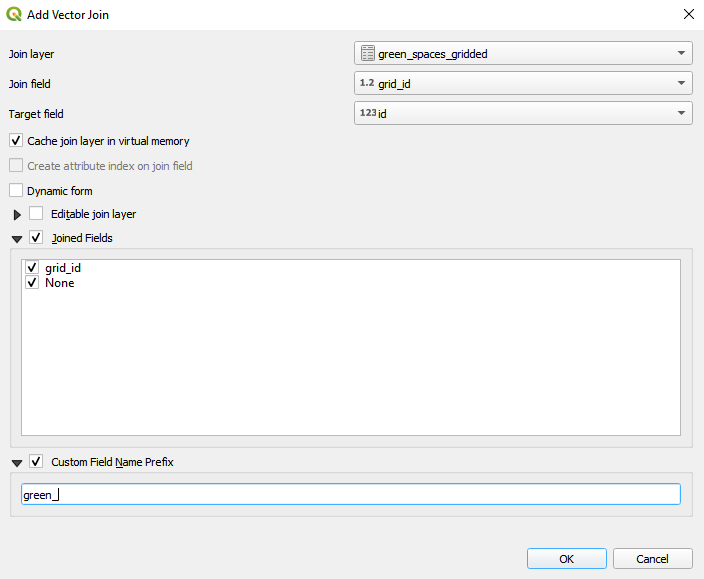 Add Vector Join
Join layer green_spaces_gridded
Join field 1.2 grid_id
Target field 123 id
Cache join layer in virtual memory
Create attribute index on join field
Dynamic form
Editable join layer
Joined Fields
grid_id
None
Custom Field Name Prefix
green_
OK Cancel